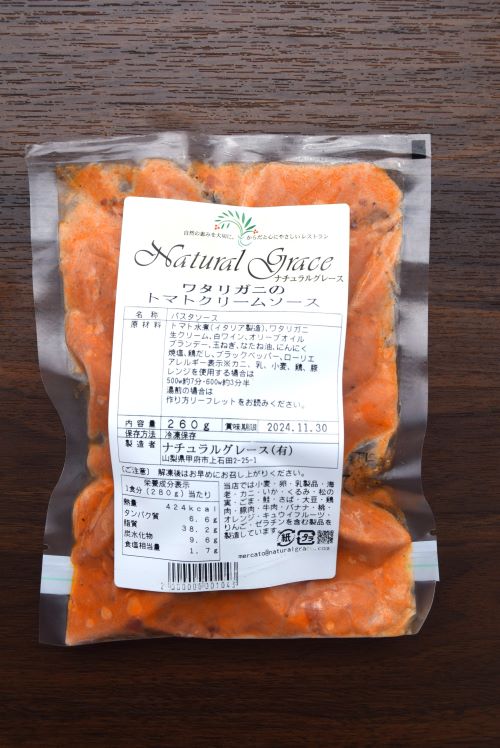 自然の恵みを大切に、からだと心にやさしいレストラン
Natural Grace
ナチュラルグレース
ワタリガニの
トマトクリームソース
名称 パスタソース
原材料 トマト水煮(イタリア製造)、ワタリガニ
生クリーム、白ワイン、オリーブオイル
ブランデー、玉ねぎ、なたね油、にんにく
焼塩、鶏だし、ブラックペッパー、ローリエ
アレルギー表示※カニ、乳、小麦、鶏、豚
レンジを使用する場合は
500w約7分・600w約3分半
湯煎の場合は
作り方リーフレットをお読みください。
内容量 260g 賞味期限 2024.11.30
保存方法 冷凍保存
製造者 ナチュラルグレース(有)
山梨県甲府市上石田2-25-1
(ご注意) 解凍後はお早めにお召し上がりください。
栄養成分表示
1食分(280g)当たり
熱量 424kcal
タンパク質 6.6g
脂質 38.2g
炭水化物 9.6g
食塩相当量 1.7g
当店では小麦・卵・乳製品・海
老・カニ・いか・くるみ・松の
実・ごま・鮭・さば・大豆・鶏
肉・豚肉・牛肉・バナナ・桃・
オレンジ・キュウイフルーツ・
りんご・ゼラチンを含む製品を
製造しています。
紙
mercato@naturalgrace.com
2000000301043